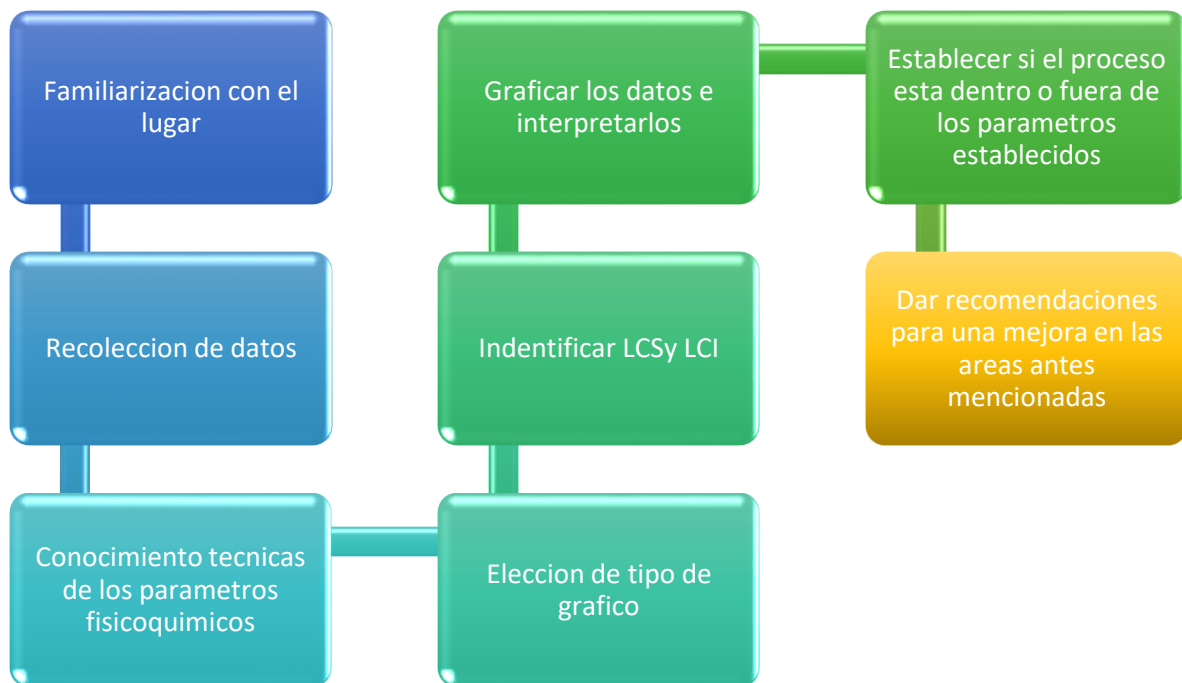 Familiarizacion con el
lugar
Recoleccion de datos
Conocimiento tecnicas
de los parametros
fisicoquimicos
Eleccion de tipo de
grafico
Indentificar LCSy LCI
Graficar los datos e
interpretarlos
Establecer si el proceso
esta dentro o fuera de
los parametros
establecidos
Dar recomendaciones
para una mejora en las
areas antes
mencionadas